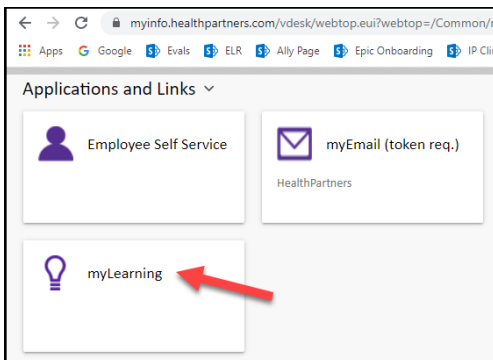 myinfo.healthpartners.com/vdesk/webtop.eui?webtop=/Common/
Apps Google Evals ELR Ally Page Epic Onboarding IP Cli
Applications and Links
Employee Self Service
myEmail (token req.)
HealthPartners
myLearning